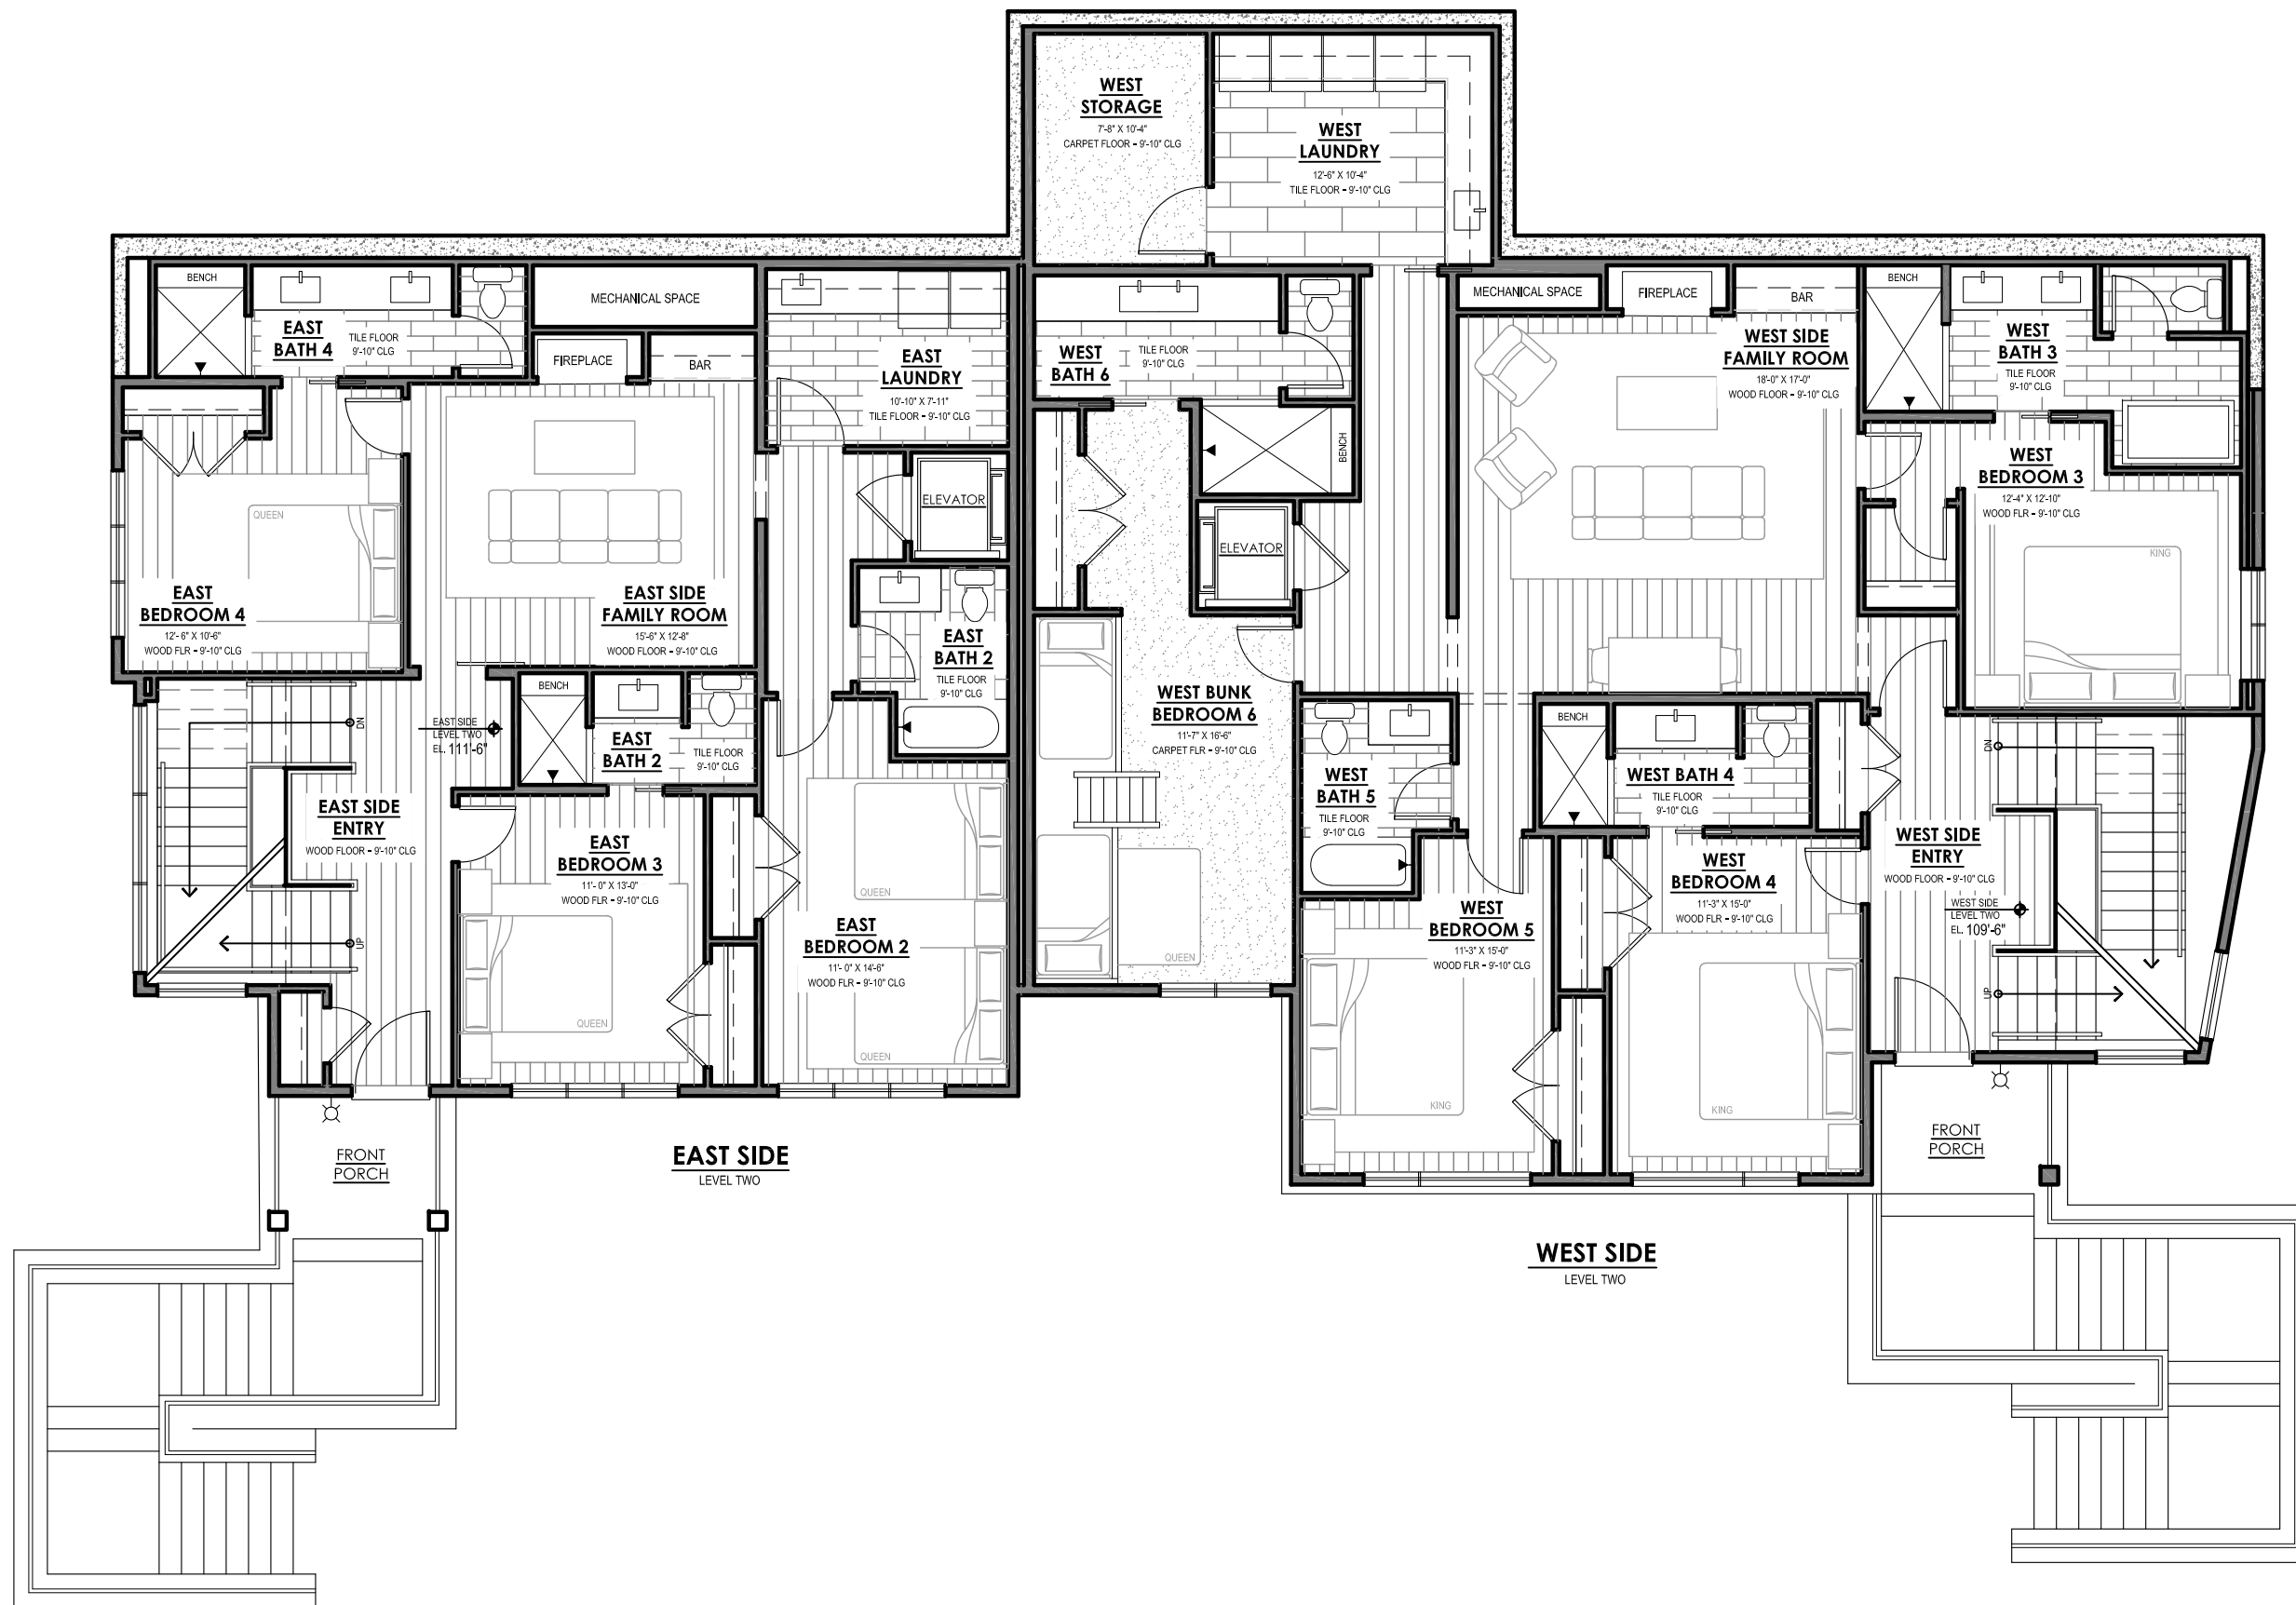 WEST
STORAGE
7'-8" X 10'-4"
CARPET FLOOR - 9'-10" CLG
WEST
LAUNDRY
12'-6" X 10'-4"
TILE FLOOR - 9'-10" CLG
BENCH
EAST
BATH 4
TILE FLOOR
9'-10" CLG
MECHANICAL SPACE
FIREPLACE
BAR
EAST
LAUNDRY
10'-10" X 7'-11"
TILE FLOOR - 9'-10" CLG
WEST
BATH 6
TILE FLOOR
9'-10" CLG
BENCH
MECHANICAL SPACE
FIREPLACE
BAR
WEST SIDE
FAMILY ROOM
18'-0" X 17'-0"
WOOD FLOOR - 9'-10" CLG
BENCH
WEST
BATH 3
TILE FLOOR
9'-10" CLG
WEST
BEDROOM 3
12'-4" X 12'-10"
WOOD FLR - 9'-10" CLG
KING
QUEEN
EAST
BEDROOM 4
12'- 6" X 10'-6"
WOOD FLR - 9'-10" CLG
EAST SIDE
FAMILY ROOM
15'-6" X 12'-8"
WOOD FLOOR - 9'-10" CLG
ELEVATOR
ELEVATOR
EAST
BATH 2
TILE FLOOR
9'-10" CLG
BENCH
EAST
BATH 2
TILE FLOOR
9'-10" CLG
EAST SIDE
LEVEL TWO
EL. 111'-6"
DN
UP
EAST SIDE
ENTRY
WOOD FLOOR - 9'-10" CLG
EAST
BEDROOM 3
11'- 0" X 13'-0"
WOOD FLR - 9'-10" CLG
QUEEN
QUEEN
EAST
BEDROOM 2
11'- 0" X 14'-6"
WOOD FLR - 9'-10" CLG
QUEEN
WEST BUNK
BEDROOM 6
11'-7" X 16'-6"
CARPET FLR - 9'-10" CLG
QUEEN
WEST
BATH 5
TILE FLOOR
9'-10" CLG
BENCH
WEST BATH 4
TILE FLOOR
9'-10" CLG
WEST
BEDROOM 5
11'-3" X 15'-0"
WOOD FLR - 9'-10" CLG
KING
WEST
BEDROOM 4
11'-3" X 15'-0"
WOOD FLR - 9'-10" CLG
KING
WEST SIDE
ENTRY
WOOD FLOOR - 9'-10" CLG
WEST SIDE
LEVEL TWO
EL. 109'-6"
DN
UP
FRONT
PORCH
EAST SIDE
LEVEL TWO
FRONT
PORCH
WEST SIDE
LEVEL TWO